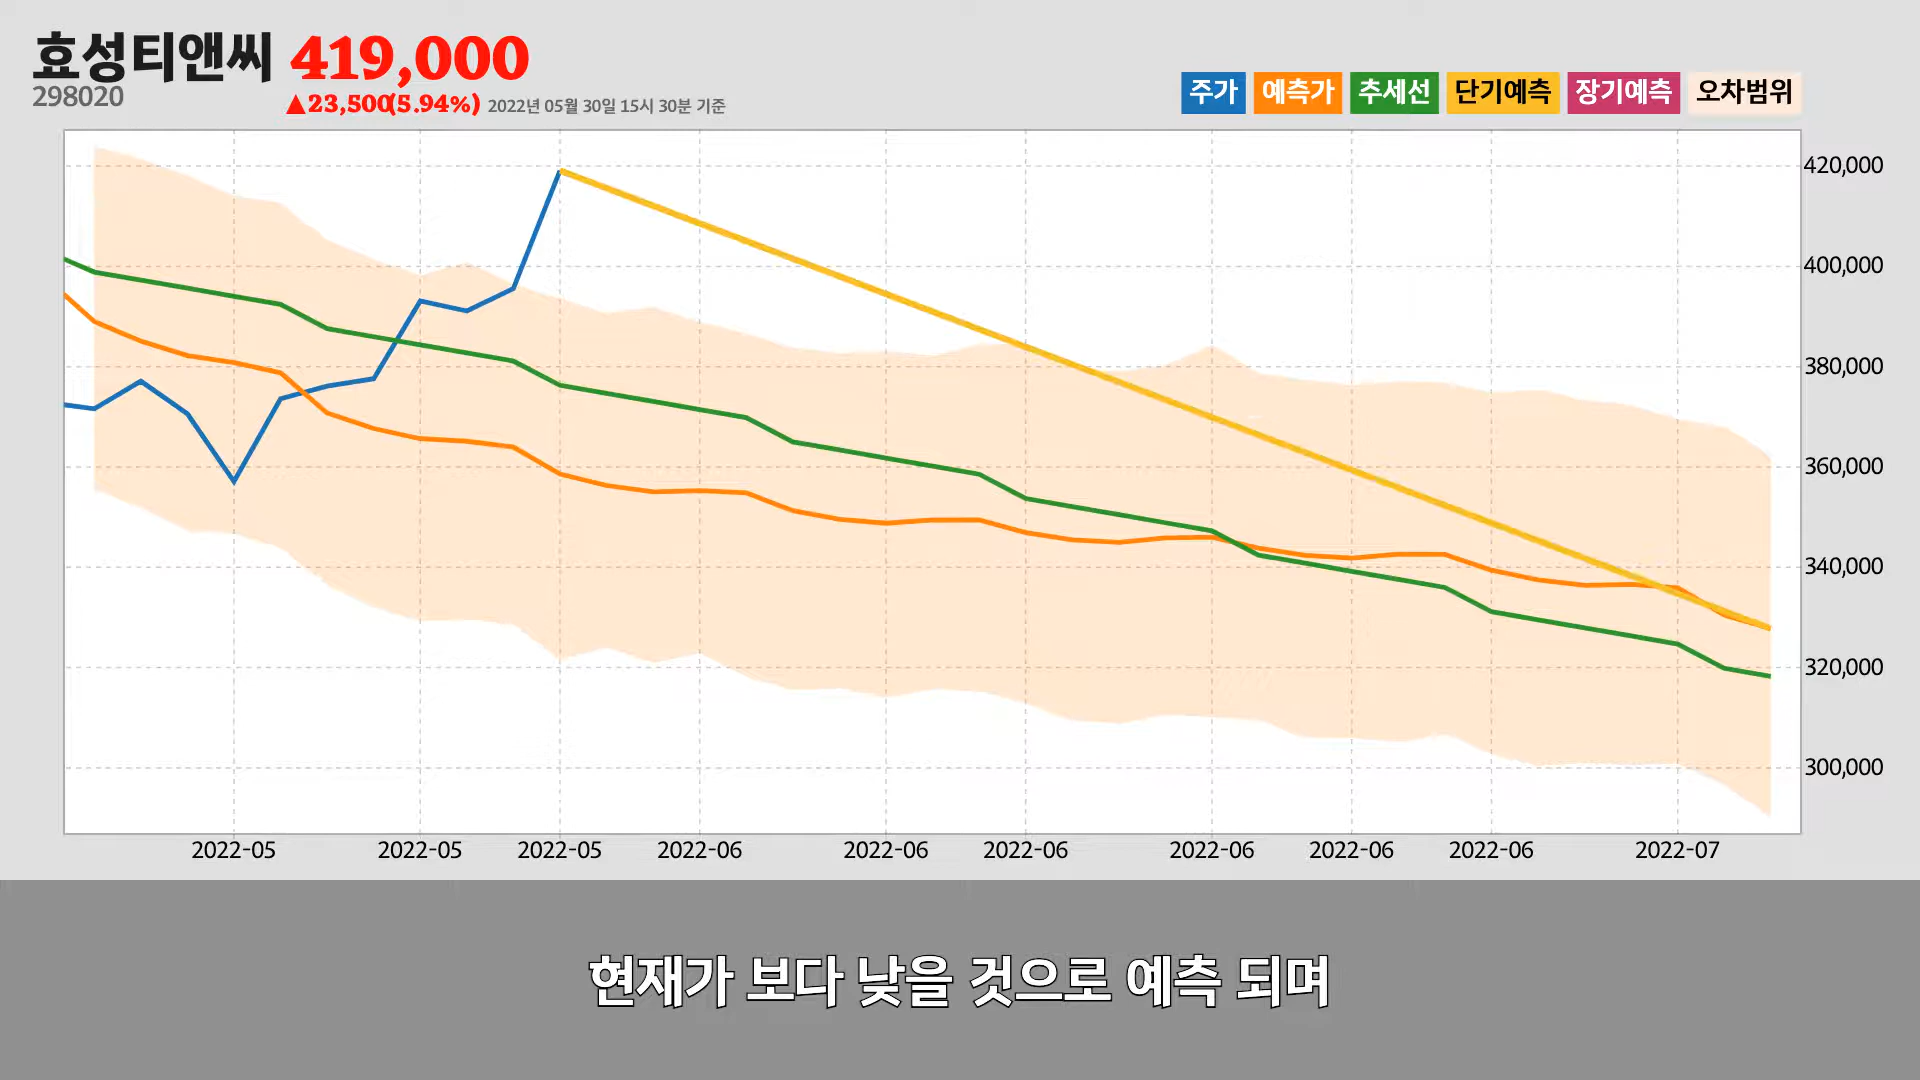 효성티앤씨 419,000
298020
▲23,500(5.94%) 2022년 05월 30일 15시 30분 기준
주가 예측가 추세선 단기예측 장기예측 오차범위
420,000
400,000
380,000
360,000
340,000
320,000
300,000
2022-05 2022-05 2022-05 2022-06 2022-06 2022-06 2022-06 2022-06 2022-06 2022-07
현재가 보다 낮을 것으로 예측 되며